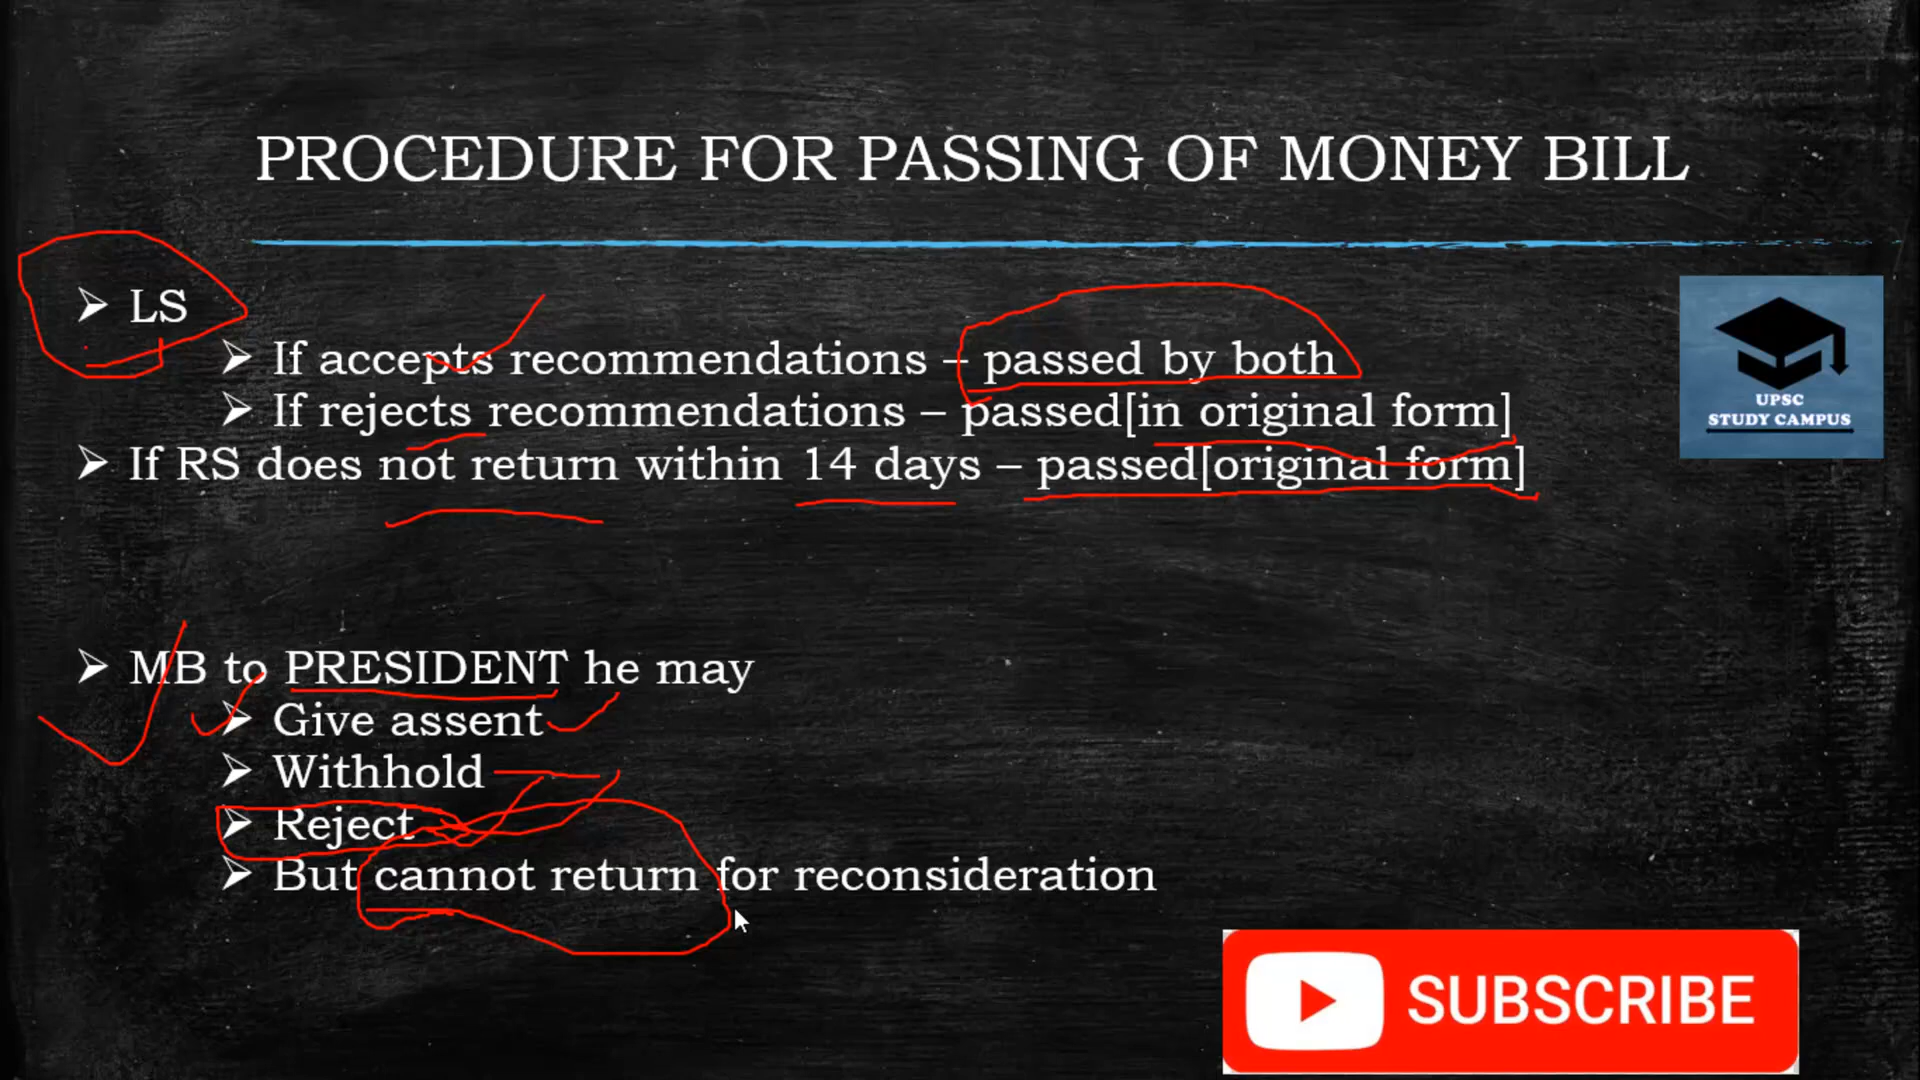 PROCEDURE FOR PASSING OF MONEY BILL
➢ LS
➢ If accepts recommendations – passed by both
➢ If rejects recommendations – passed[in original form]
➢ If RS does not return within 14 days – passed[original form]
UPSC
STUDY CAMPUS
➢ MB to PRESIDENT he may
➢ Give assent
➢ Withhold
➢ Reject
➢ But cannot return for reconsideration
SUBSCRIBE